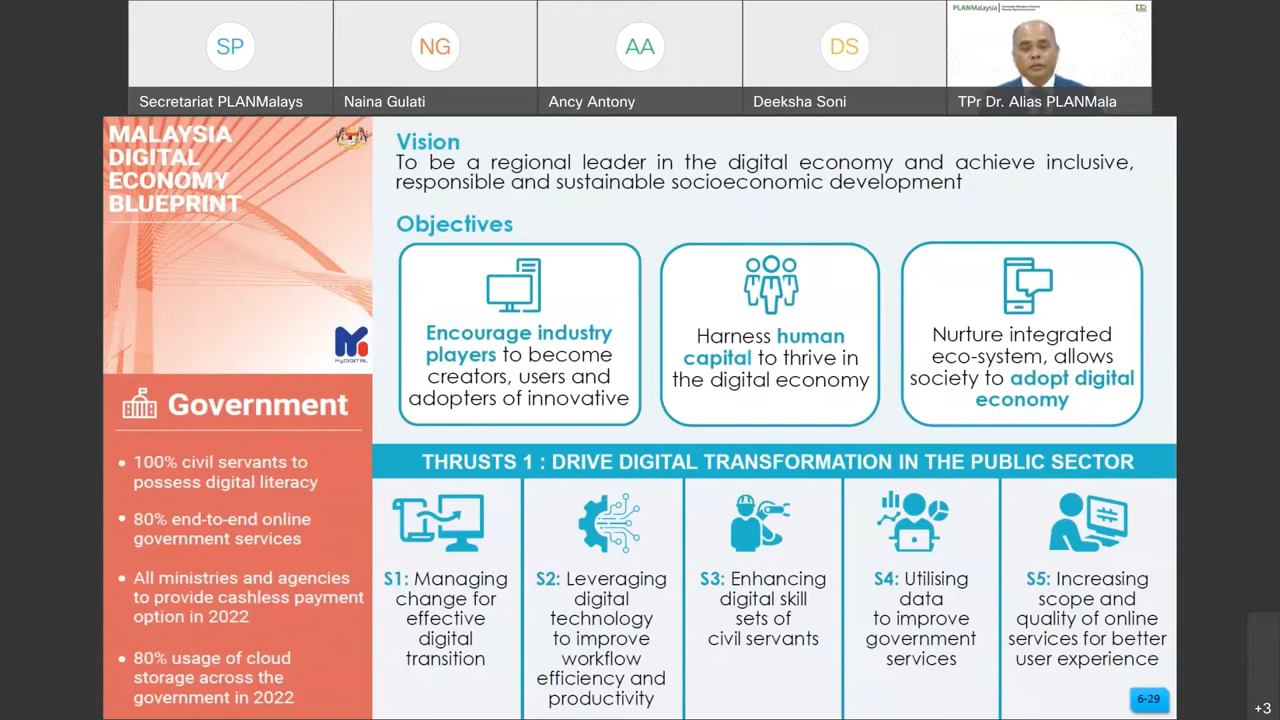 SP
NG
AA
DS
PLANMalaysia
Secretariat PLANMalays
Naina Gulati
Ancy Antony
Deeksha Soni
TPr Dr. Alias PLANMala
MALAYSIA
DIGITAL
ECONOMY
BLUEPRINT
MyDIGITAL
Government
• 100% civil servants to
possess digital literacy
• 80% end-to-end online
government services
• All ministries and agencies
to provide cashless payment
option in 2022
• 80% usage of cloud
storage across the
government in 2022
Vision
To be a regional leader in the digital economy and achieve inclusive,
responsible and sustainable socioeconomic development
Objectives
Encourage industry
players to become
creators, users and
adopters of innovative
Harness human
capital to thrive in
the digital economy
Nurture integrated
eco-system, allows
society to adopt digital
economy
THRUSTS 1 : DRIVE DIGITAL TRANSFORMATION IN THE PUBLIC SECTOR
S1: Managing
change for
effective
digital
transition
S2: Leveraging
digital
technology
to improve
workflow
efficiency and
productivity
S3: Enhancing
digital skill
sets of
civil servants
S4: Utilising
data
to improve
government
services
S5: Increasing
scope and
quality of online
services for better
user experience
6-29
+3